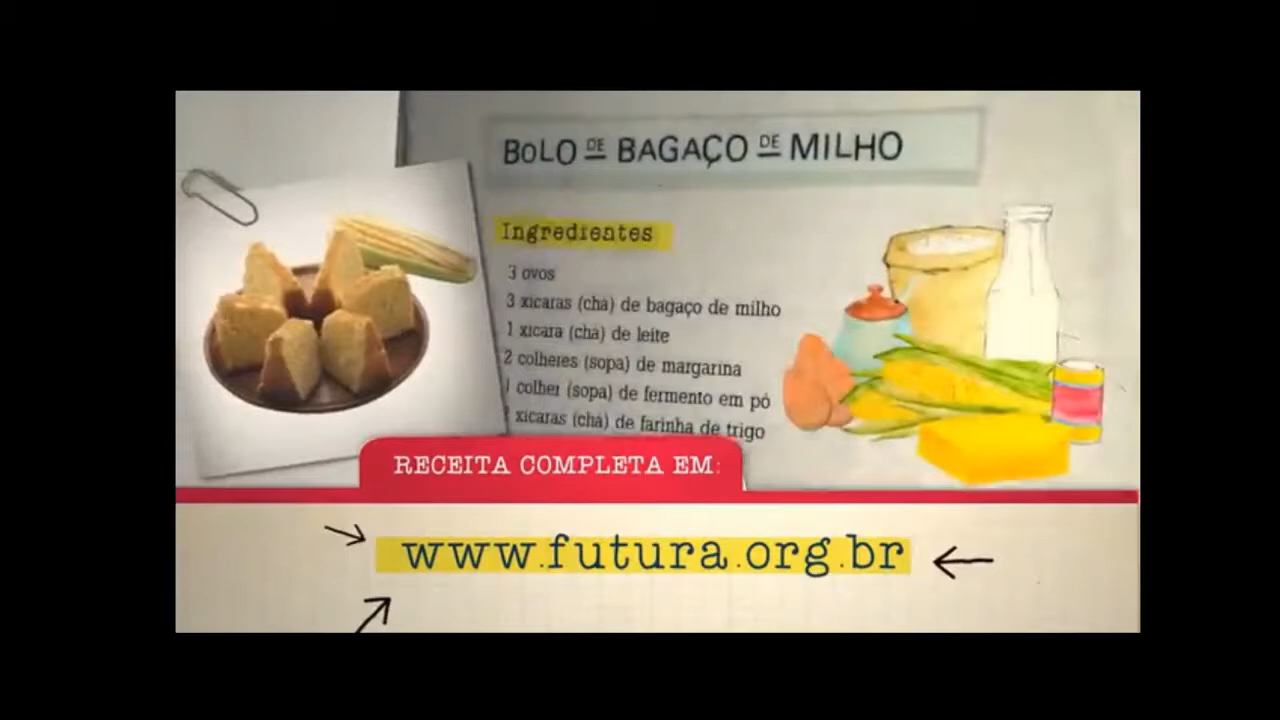 BOLO DE BAGAÇO DE MILHO
Ingredientes
3 ovos
3 xícaras (chá) de bagaço de milho
1 xícara (chá) de leite
2 colheres (sopa) de margarina
1 colher (sopa) de fermento em pó
xícaras (chá) de farinha de trigo
RECEITA COMPLETA EM:
www.futura.org.br